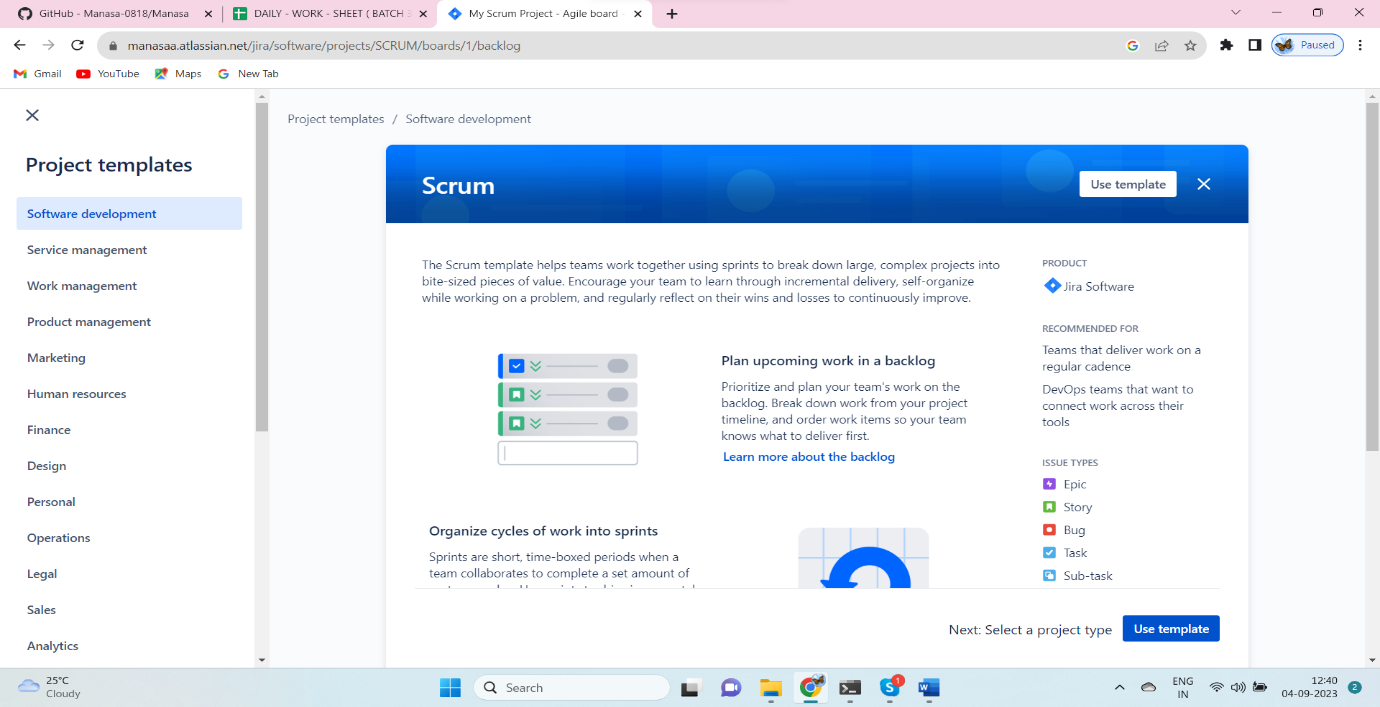 GitHub - Manasa-0818/Manasa
DAILY - WORK - SHEET ( BATCH 3
My Scrum Project - Agile board -
manasaa.atlassian.net/jira/software/projects/SCRUM/boards/1/backlog
Paused
Gmail
YouTube
Maps
New Tab
Project templates
Software development
Service management
Work management
Product management
Marketing
Human resources
Finance
Design
Personal
Operations
Legal
Sales
Analytics
Project templates / Software development
Scrum
Use template
The Scrum template helps teams work together using sprints to break down large, complex projects into
bite-sized pieces of value. Encourage your team to learn through incremental delivery, self-organize
while working on a problem, and regularly reflect on their wins and losses to continuously improve.
Plan upcoming work in a backlog
Prioritize and plan your team's work on the
backlog. Break down work from your project
timeline, and order work items so your team
knows what to deliver first.
Learn more about the backlog
Organize cycles of work into sprints
Sprints are short, time-boxed periods when a
team collaborates to complete a set amount of
PRODUCT
Jira Software
RECOMMENDED FOR
Teams that deliver work on a
regular cadence
DevOps teams that want to
connect work across their
tools
ISSUE TYPES
Epic
Story
Bug
Task
Sub-task
Next: Select a project type
Use template
25°C
Cloudy
Search
1
ENG
IN
12:40
04-09-2023
2